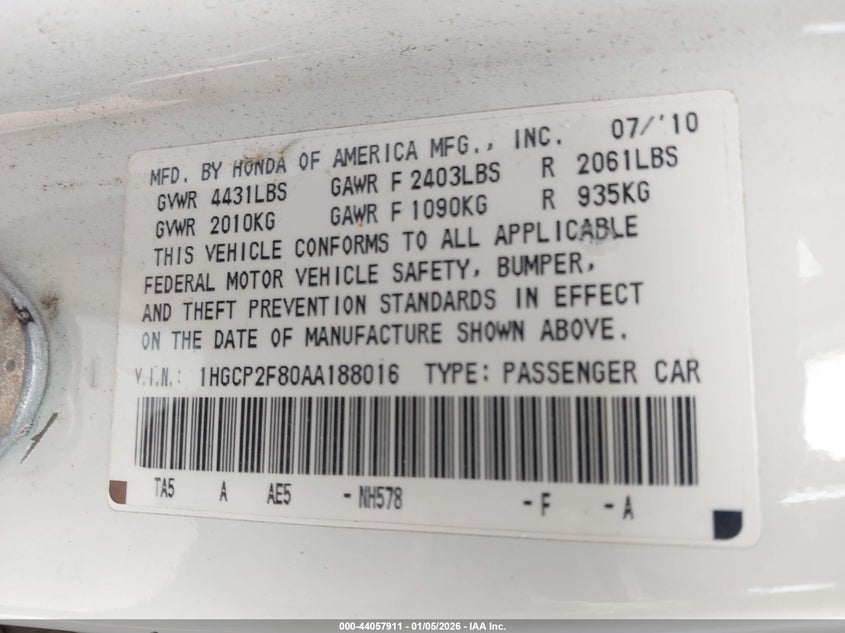 MFD. BY HONDA OF AMERICA MFG., INC. 07/'10
GVWR 4431LBS GAWR F 2403LBS R 2061LBS
GVWR 2010KG GAWR F 1090KG R 935KG
THIS VEHICLE CONFORMS TO ALL APPLICABLE
FEDERAL MOTOR VEHICLE SAFETY, BUMPER,
AND THEFT PREVENTION STANDARDS IN EFFECT
ON THE DATE OF MANUFACTURE SHOWN ABOVE.
V.I.N.: 1HGCP2F80AA188016 TYPE: PASSENGER CAR
TA5 A AE5 -NH578 -F -A
000-44057911 - 01/05/2026 - IAA Inc.